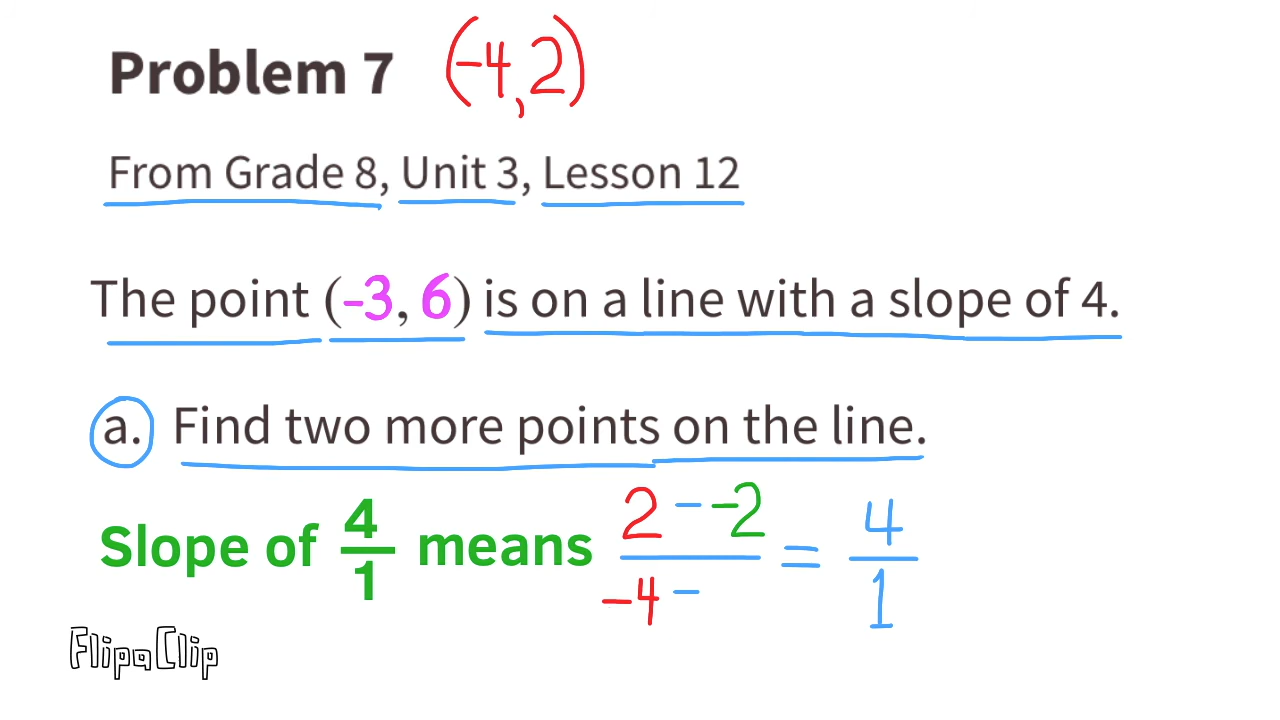 Problem 7 (-4,2)
From Grade 8, Unit 3, Lesson 12
The point (-3, 6) is on a line with a slope of 4.
a. Find two more points on the line.
Slope of 4/1 means 2 - -2 / -4 - = 4/1
FlipaClip